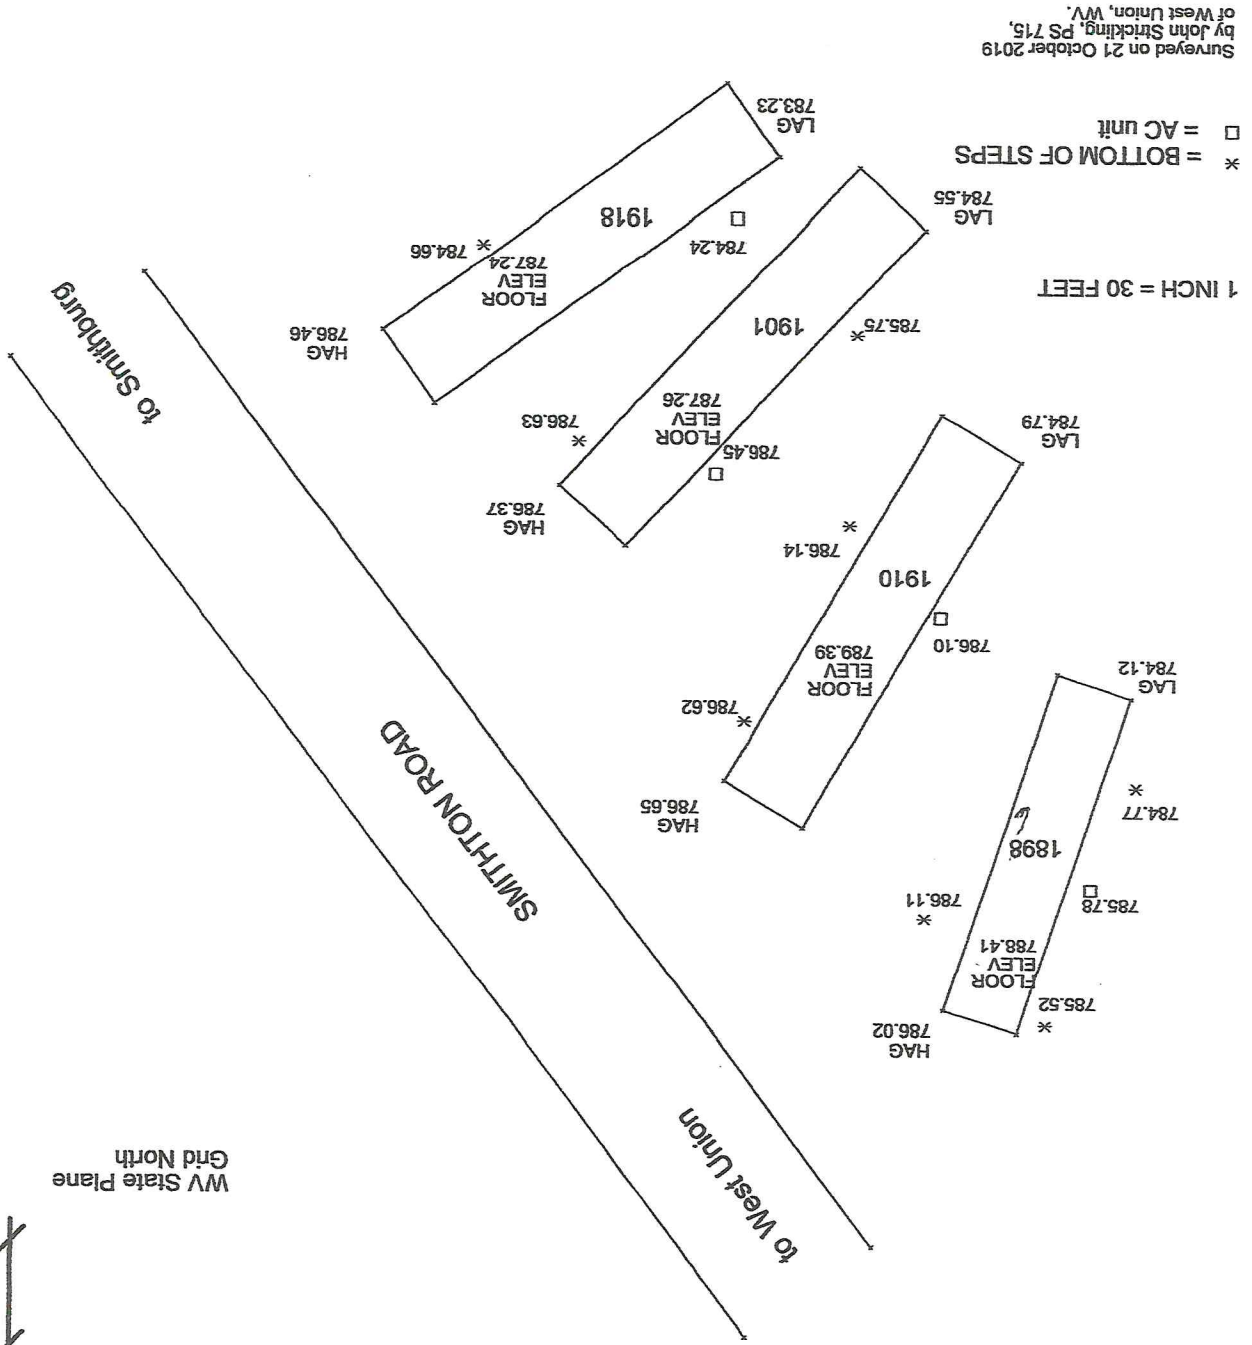 WV State Plane
Grid North
to West Union
SMITHTON ROAD
to Smithburg
HAG
786.02
785.52
FLOOR
ELEV
788.41
786.11
785.78
1898
784.77
LAG
784.12
HAG
786.65
786.62
FLOOR
ELEV
789.39
786.10
1910
786.14
LAG
784.79
HAG
786.37
786.63
786.45
FLOOR
ELEV
787.26
1901
785.75
LAG
784.55
HAG
786.46
FLOOR
ELEV
787.24
784.66
784.24
1918
LAG
783.23
1 INCH = 30 FEET
* = BOTTOM OF STEPS
□ = AC unit
Surveyed on 21 October 2019
by John Strickling, PS 715,
of West Union, WV.